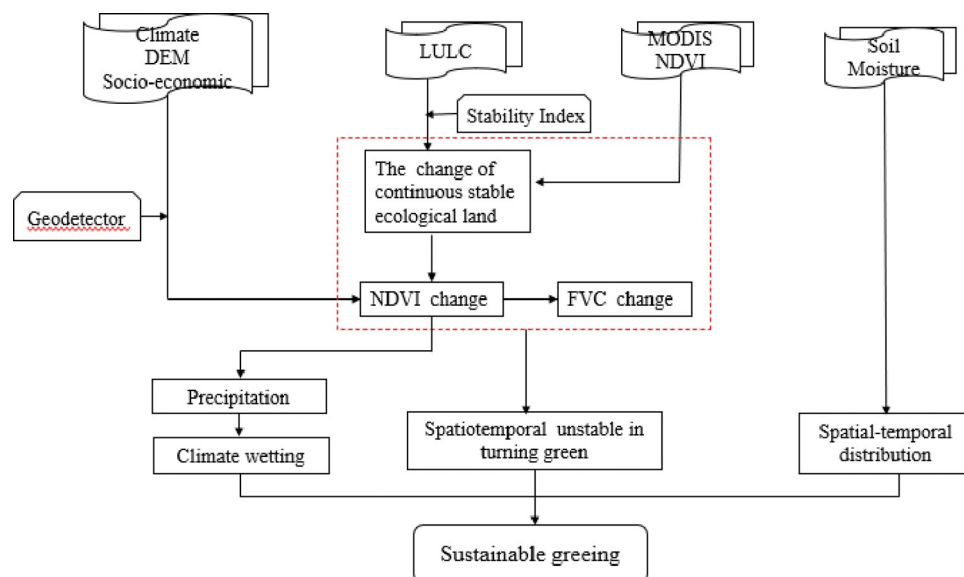 Climate
DEM
Socio-economic
LULC
MODIS
NDVI
Soil
Moisture
Stability Index
The change of
continuous stable
ecological land
Geodetector
NDVI change
FVC change
Precipitation
Climate wetting
Spatiotemporal unstable in
turning green
Spatial-temporal
distribution
Sustainable greeing